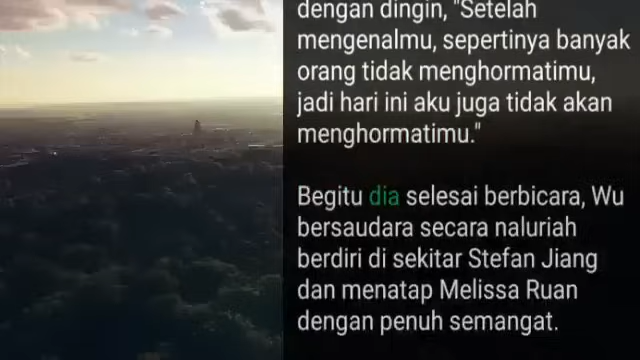 dengan dingin, "Setelah
mengenalmu, sepertinya banyak
orang tidak menghormatimu,
jadi hari ini aku juga tidak akan
menghormatimu."
Begitu dia selesai berbicara, Wu
bersaudara secara naluriah
berdiri di sekitar Stefan Jiang
dan menatap Melissa Ruan
dengan penuh semangat.